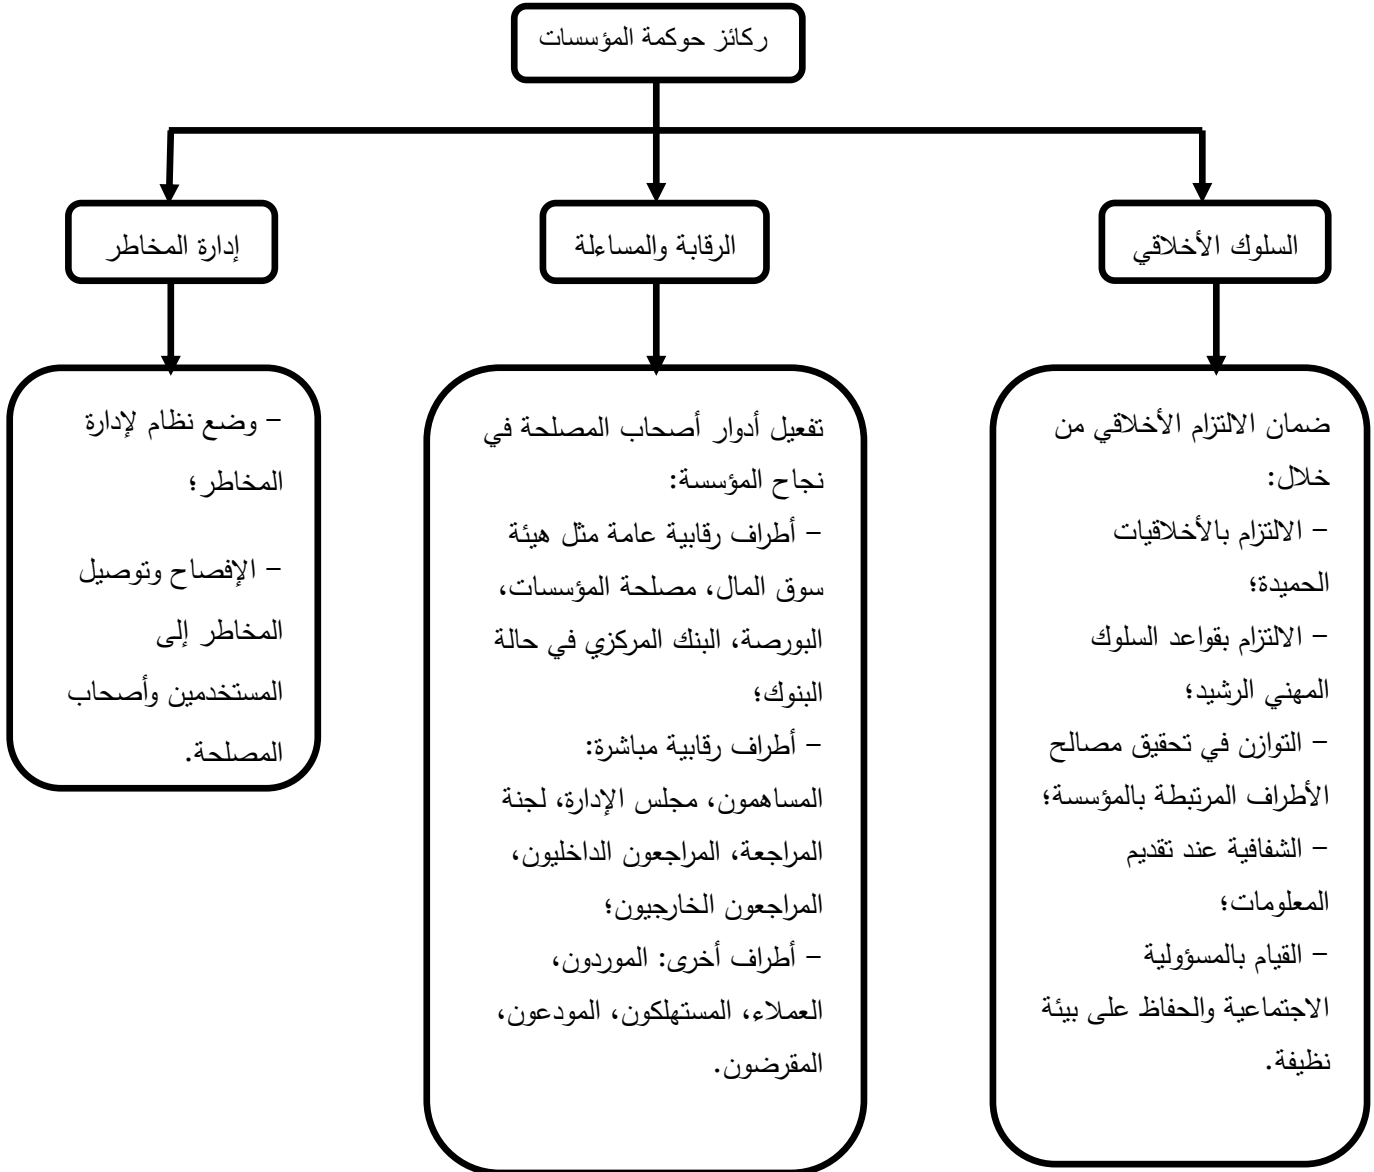 ركائز حوكمة المؤسسات
السلوك الأخلاقي
الرقابة والمساءلة
إدارة المخاطر
ضمان الالتزام الأخلاقي من
خلال:
- الالتزام بالأخلاقيات
الحميدة؛
- الالتزام بقواعد السلوك
المهني الرشيد؛
- التوازن في تحقيق مصالح
الأطراف المرتبطة بالمؤسسة؛
- الشفافية عند تقديم
المعلومات؛
- القيام بالمسؤولية
الاجتماعية والحفاظ على بيئة
نظيفة.
تفعيل أدوار أصحاب المصلحة في
نجاح المؤسسة:
- أطراف رقابية عامة مثل هيئة
سوق المال، مصلحة المؤسسات،
البورصة، البنك المركزي في حالة
البنوك؛
- أطراف رقابية مباشرة:
المساهمون، مجلس الإدارة، لجنة
المراجعة، المراجعون الداخليون،
المراجعون الخارجيون؛
- أطراف أخرى: الموردون،
العملاء، المستهلكون، المودعون،
المقرضون.
- وضع نظام لإدارة
المخاطر؛
- الإفصاح وتوصيل
المخاطر إلى
المستخدمين وأصحاب
المصلحة.